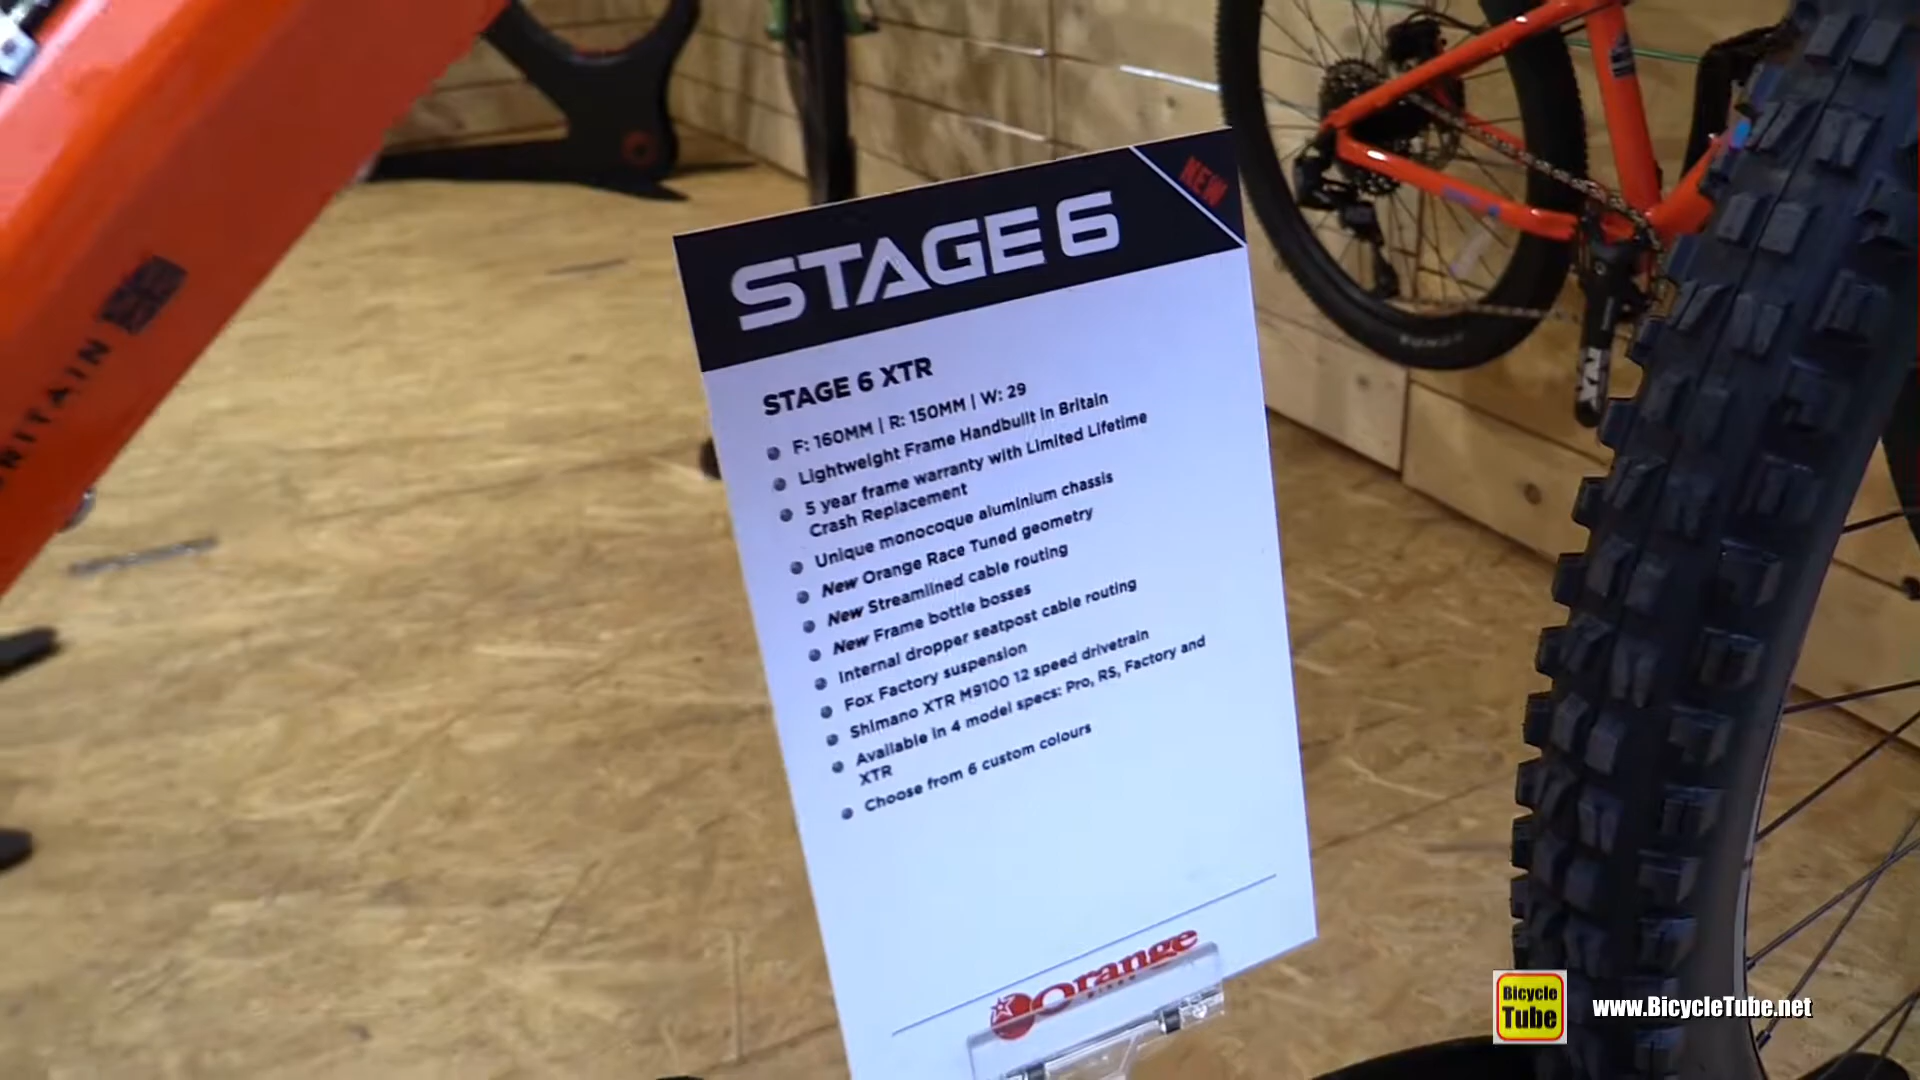 NEW
STAGE 6
STAGE 6 XTR
F: 160MM | R: 150MM | W: 29
Lightweight Frame Handbuilt in Britain
5 year frame warranty with Limited Lifetime
Crash Replacement
Unique monocoque aluminium chassis
New Orange Race Tuned geometry
New Streamlined cable routing
New Frame bottle bosses
Internal dropper seatpost cable routing
Fox Factory suspension
Shimano XTR M9100 12 speed drivetrain
Available in 4 model specs: Pro, RS, Factory and
XTR
Choose from 6 custom colours
Orange
BRITAIN
Bicycle
Tube
www.BicycleTube.net